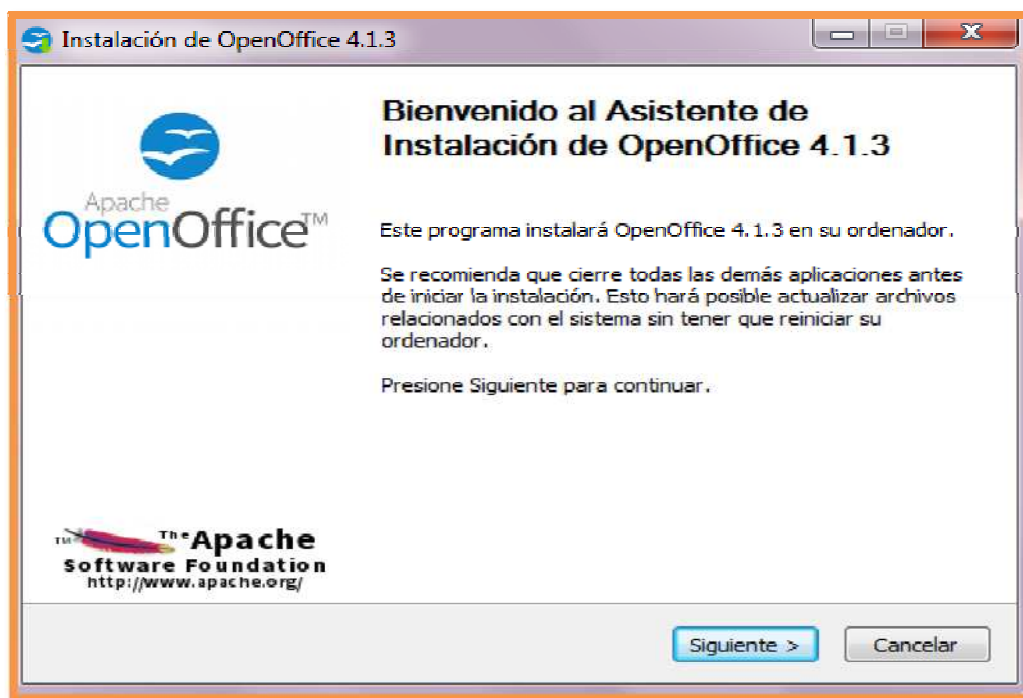 Instalación de OpenOffice 4.1.3
Bienvenido al Asistente de
Instalación de OpenOffice 4.1.3
Apache
OpenOffice™
Este programa instalará OpenOffice 4.1.3 en su ordenador.
Se recomienda que cierre todas las demás aplicaciones antes
de iniciar la instalación. Esto hará posible actualizar archivos
relacionados con el sistema sin tener que reiniciar su
ordenador.
Presione Siguiente para continuar.
TM The Apache
Software Foundation
http://www.apache.org/
Siguiente >
Cancelar